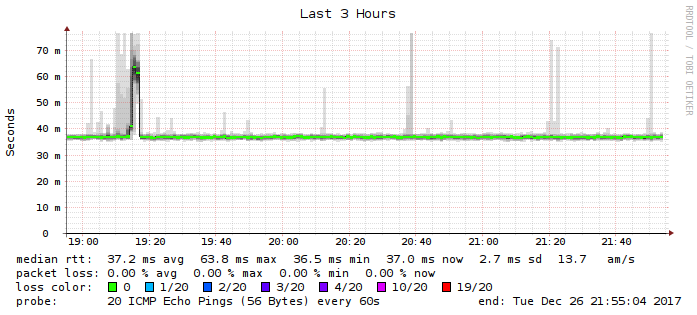 Last 3 Hours
RRDTOOL / TOBI OETIKER
Seconds
70 m
60 m
50 m
40 m
30 m
20 m
10 m
0
19:00 19:20 19:40 20:00 20:20 20:40 21:00 21:20 21:40
median rtt: 37.2 ms avg 63.8 ms max 36.5 ms min 37.0 ms now 2.7 ms sd 13.7 am/s
packet loss: 0.00 % avg 0.00 % max 0.00 % min 0.00 % now
loss color: 0 1/20 2/20 3/20 4/20 10/20 19/20
probe: 20 ICMP Echo Pings (56 Bytes) every 60s end: Tue Dec 26 21:55:04 2017